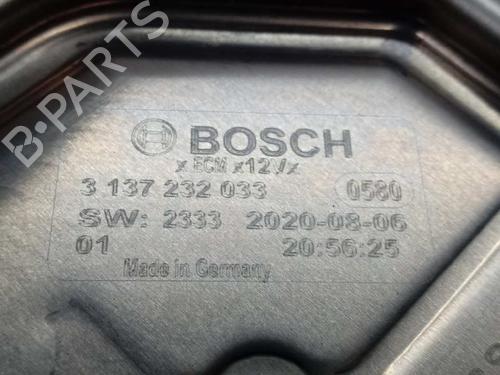 B-PARTS
BOSCH
x ECM x12Vx
3 137 232 033 0580
SW: 2333 2020-08-06
01 20:56:25
Made in Germany